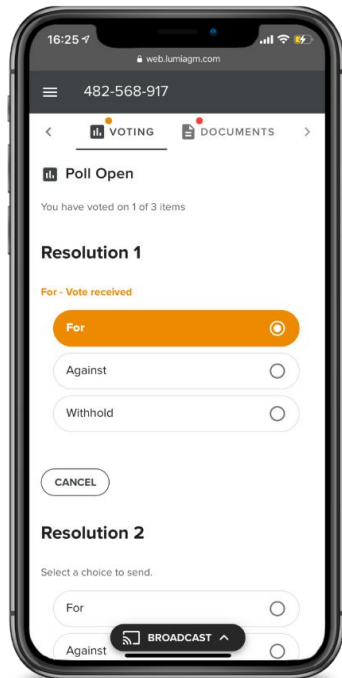 16:25
web.lumiagm.com
482-568-917
VOTING
DOCUMENTS
Poll Open
You have voted on 1 of 3 items
Resolution 1
For - Vote received
For
Against
Withhold
CANCEL
Resolution 2
Select a choice to send.
For
BROADCAST
Against